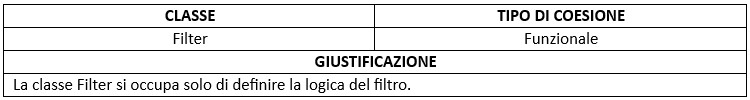 CLASSE TIPO DI COESIONE
Filter Funzionale
GIUSTIFICAZIONE
La classe Filter si occupa solo di definire la logica del filtro.